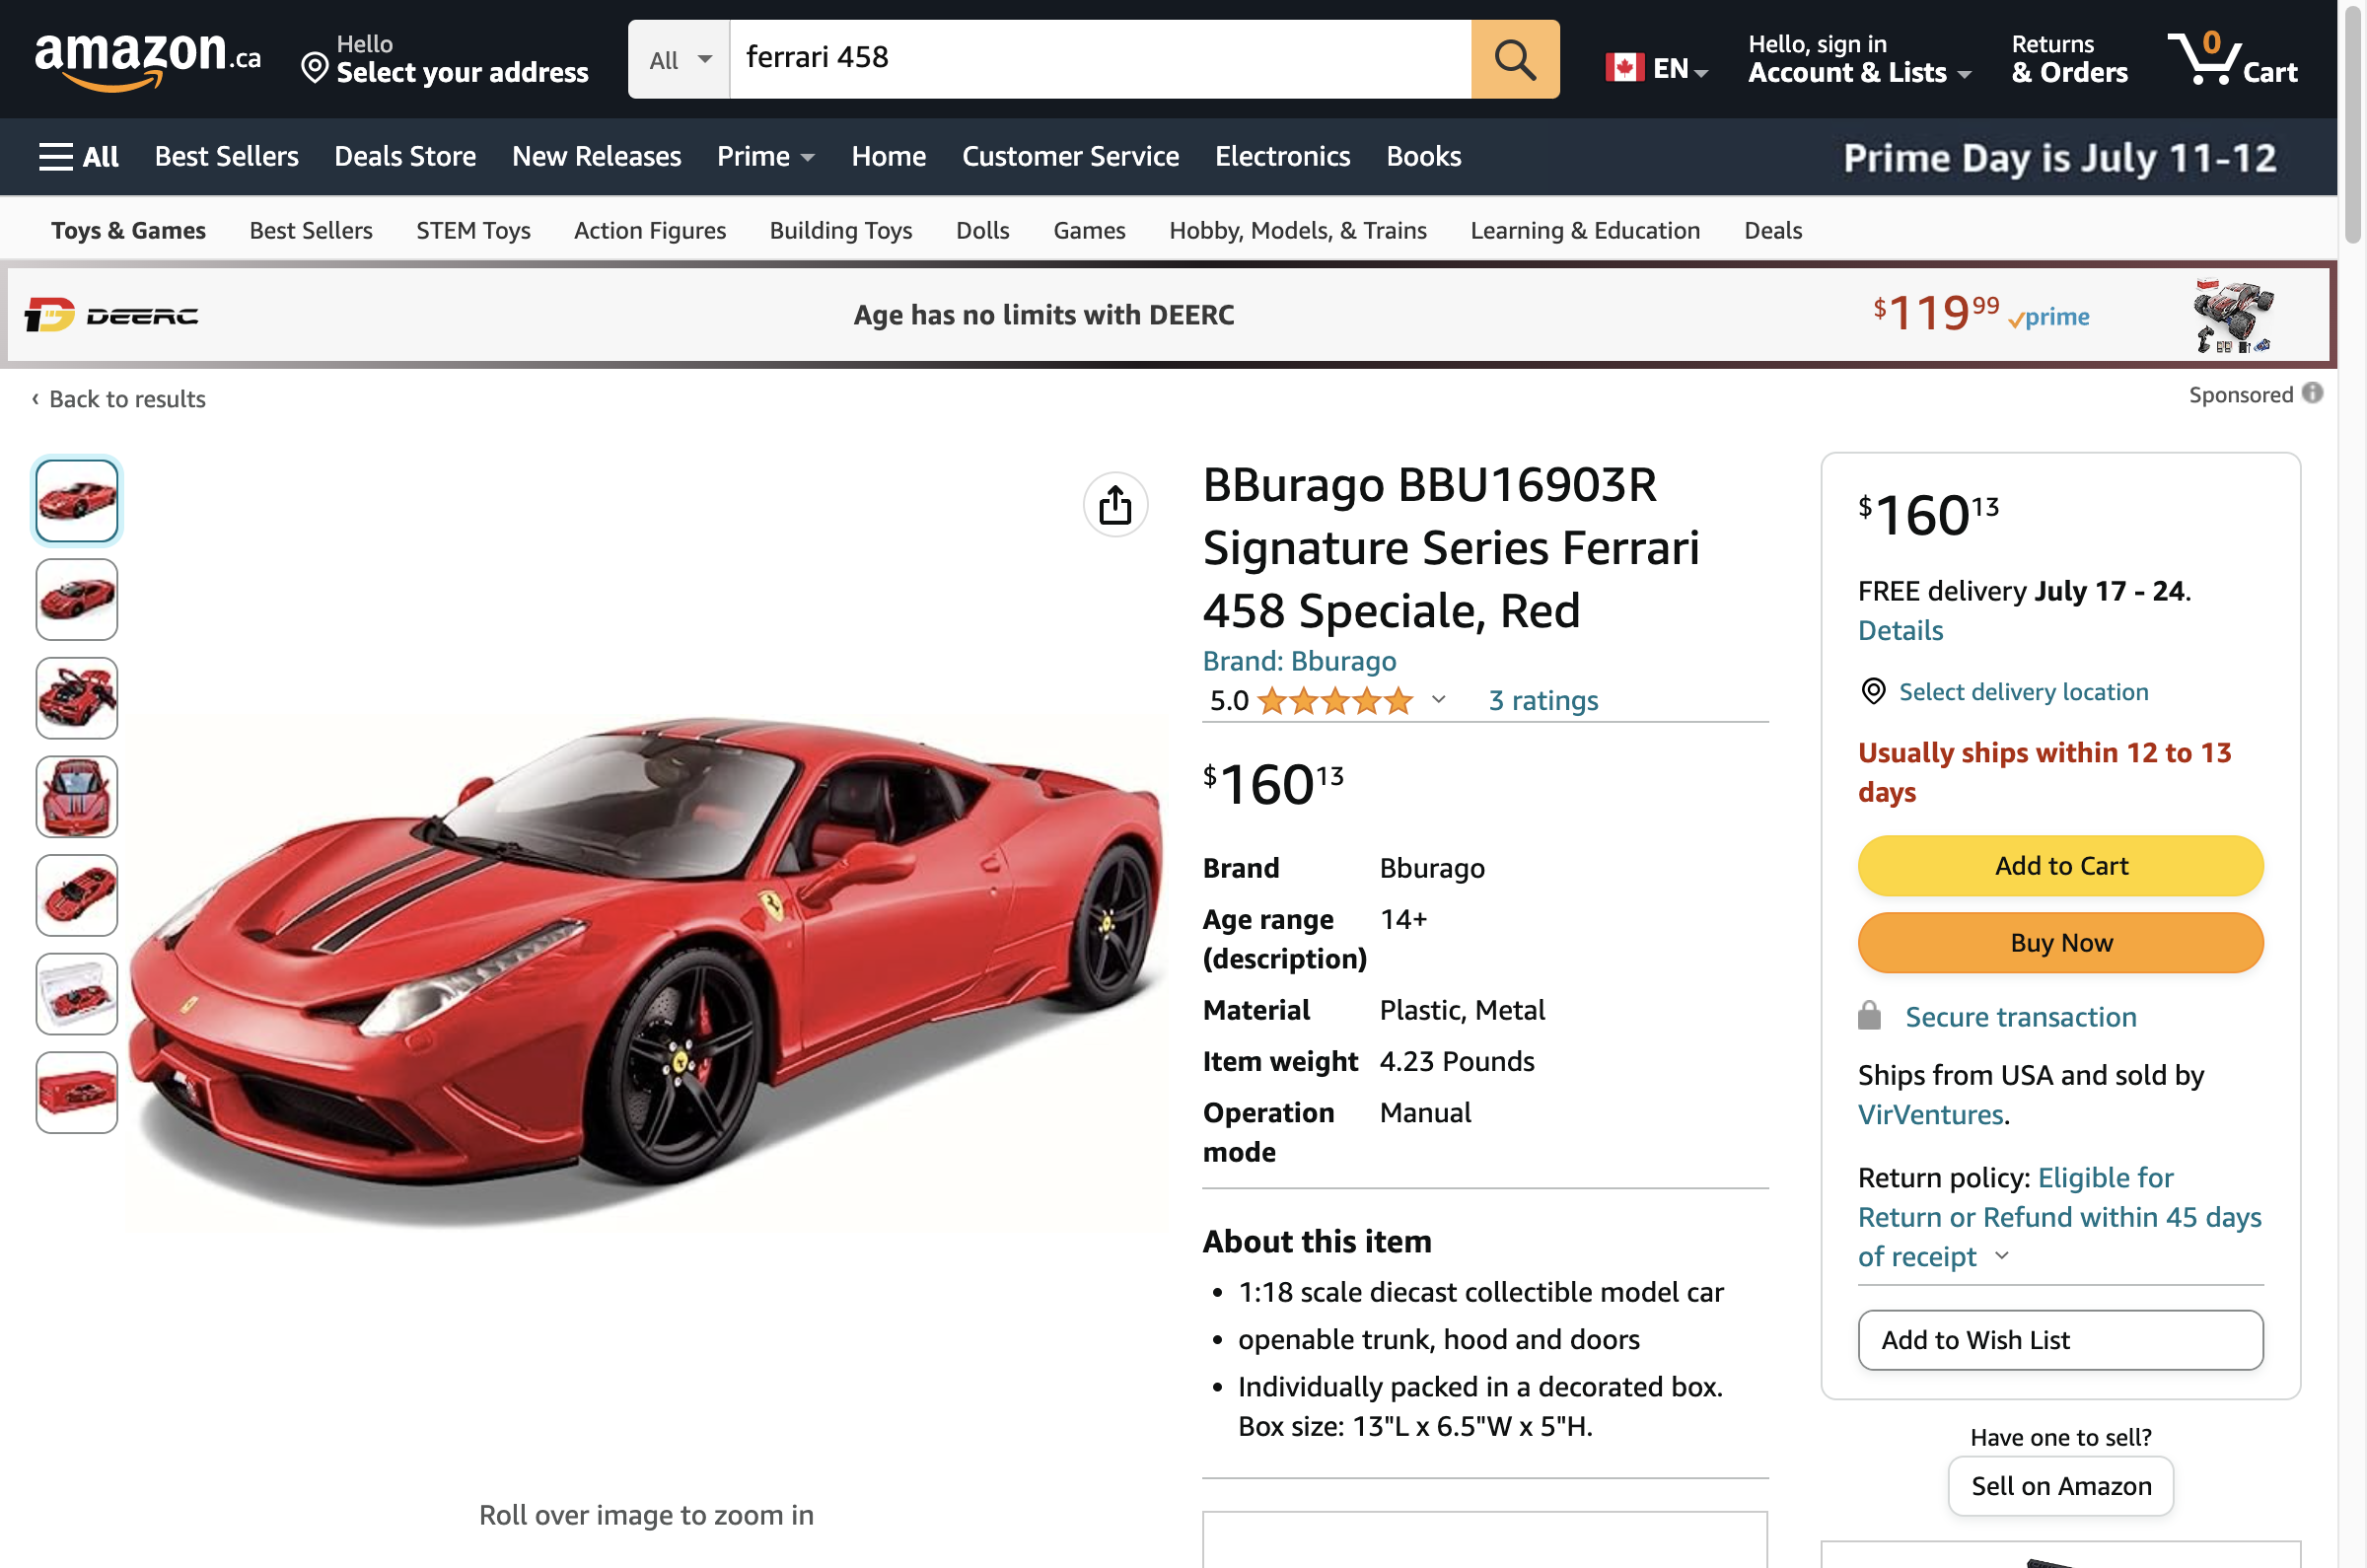 amazon.ca
Hello
Select your address
All
ferrari 458
EN
Hello, sign in
Account & Lists
Returns
& Orders
0
Cart
All
Best Sellers
Deals Store
New Releases
Prime
Home
Customer Service
Electronics
Books
Prime Day is July 11-12
Toys & Games
Best Sellers
STEM Toys
Action Figures
Building Toys
Dolls
Games
Hobby, Models, & Trains
Learning & Education
Deals
DEERC
Age has no limits with DEERC
$119 99
prime
‹ Back to results
Sponsored
BBurago BBU16903R
Signature Series Ferrari
458 Speciale, Red
Brand: Bburago
5.0
3 ratings
$160 13
Brand Bburago
Age range 14+
(description)
Material Plastic, Metal
Item weight 4.23 Pounds
Operation Manual
mode
About this item
• 1:18 scale diecast collectible model car
• openable trunk, hood and doors
• Individually packed in a decorated box.
Box size: 13"L x 6.5"W x 5"H.
Roll over image to zoom in
$160 13
FREE delivery July 17 - 24.
Details
Select delivery location
Usually ships within 12 to 13
days
Add to Cart
Buy Now
Secure transaction
Ships from USA and sold by
VirVentures.
Return policy: Eligible for
Return or Refund within 45 days
of receipt
Add to Wish List
Have one to sell?
Sell on Amazon